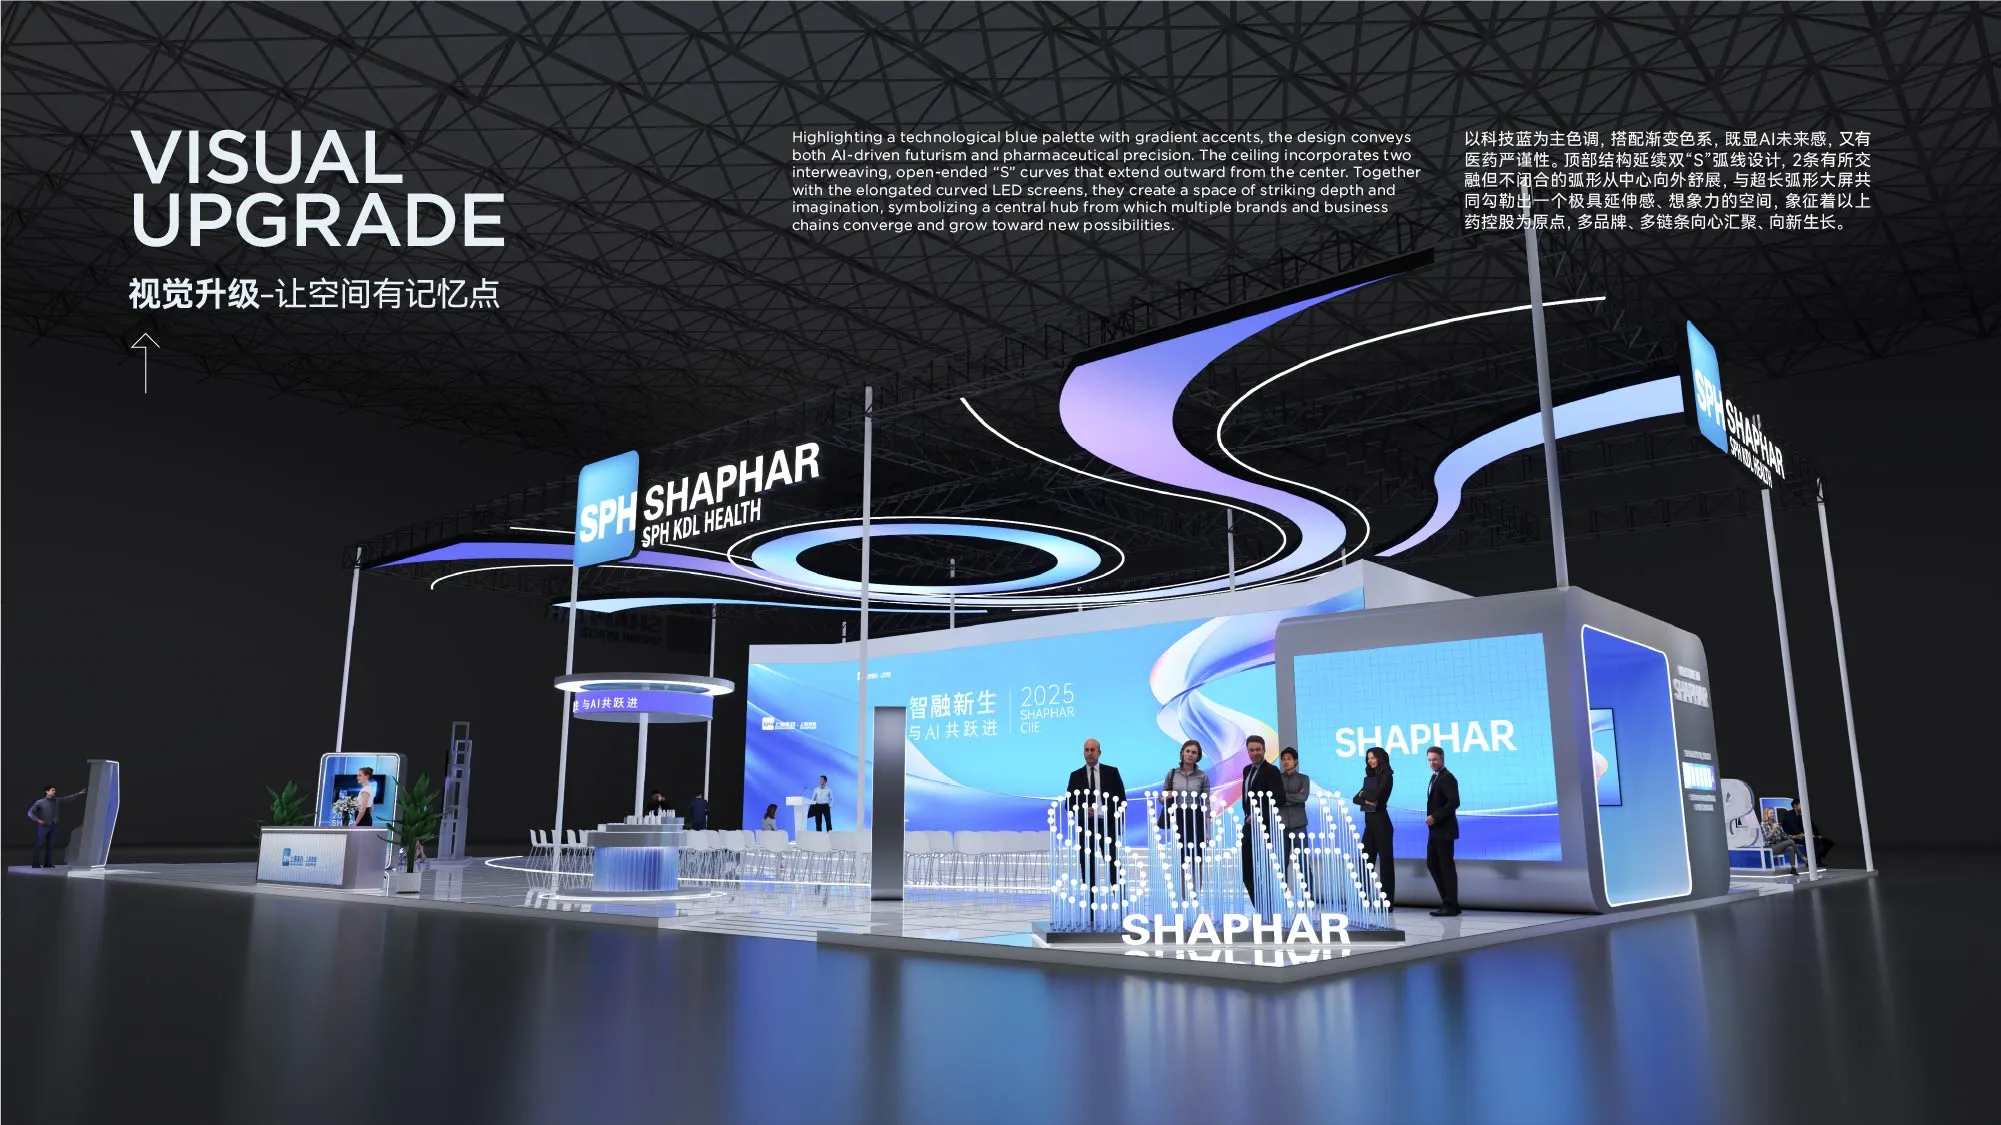 VISUAL
UPGRADE
视觉升级–让空间有记忆点
Highlighting a technological blue palette with gradient accents, the design conveys
both AI-driven futurism and pharmaceutical precision. The ceiling incorporates two
interweaving, open-ended “S” curves that extend outward from the center. Together
with the elongated curved LED screens, they create a space of striking depth and
imagination, symbolizing a central hub from which multiple brands and business
chains converge and grow toward new possibilities.
以科技蓝为主色调, 搭配渐变色系, 既显AI未来感, 又有
医药严谨性。顶部结构延续双“S”弧线设计, 2条有所交
融但不闭合的弧形从中心向外舒展, 与超长弧形大屏共
同勾勒出一个极具延伸感、想象力的空间, 象征着以上
药控股为原点, 多品牌、多链条向心汇聚、向新生长。
SPH SHAPHAR
SPH KDL HEALTH
SPH SHAPHAR
SPH KDL HEALTH
与AI共跃进
智融新生
与 AI 共跃进
2025
SHAPHAR
CIIE
SHAPHAR
SHAPHAR
SPH
SHAPHAR